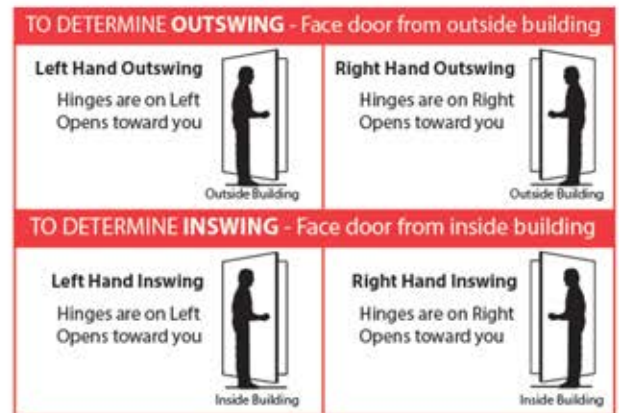 TO DETERMINE OUTSWING - Face door from outside building
Left Hand Outswing
Hinges are on Left
Opens toward you
Outside Building
Right Hand Outswing
Hinges are on Right
Opens toward you
Outside Building
TO DETERMINE INSWING - Face door from inside building
Left Hand Inswing
Hinges are on Left
Opens toward you
Inside Building
Right Hand Inswing
Hinges are on Right
Opens toward you
Inside Building